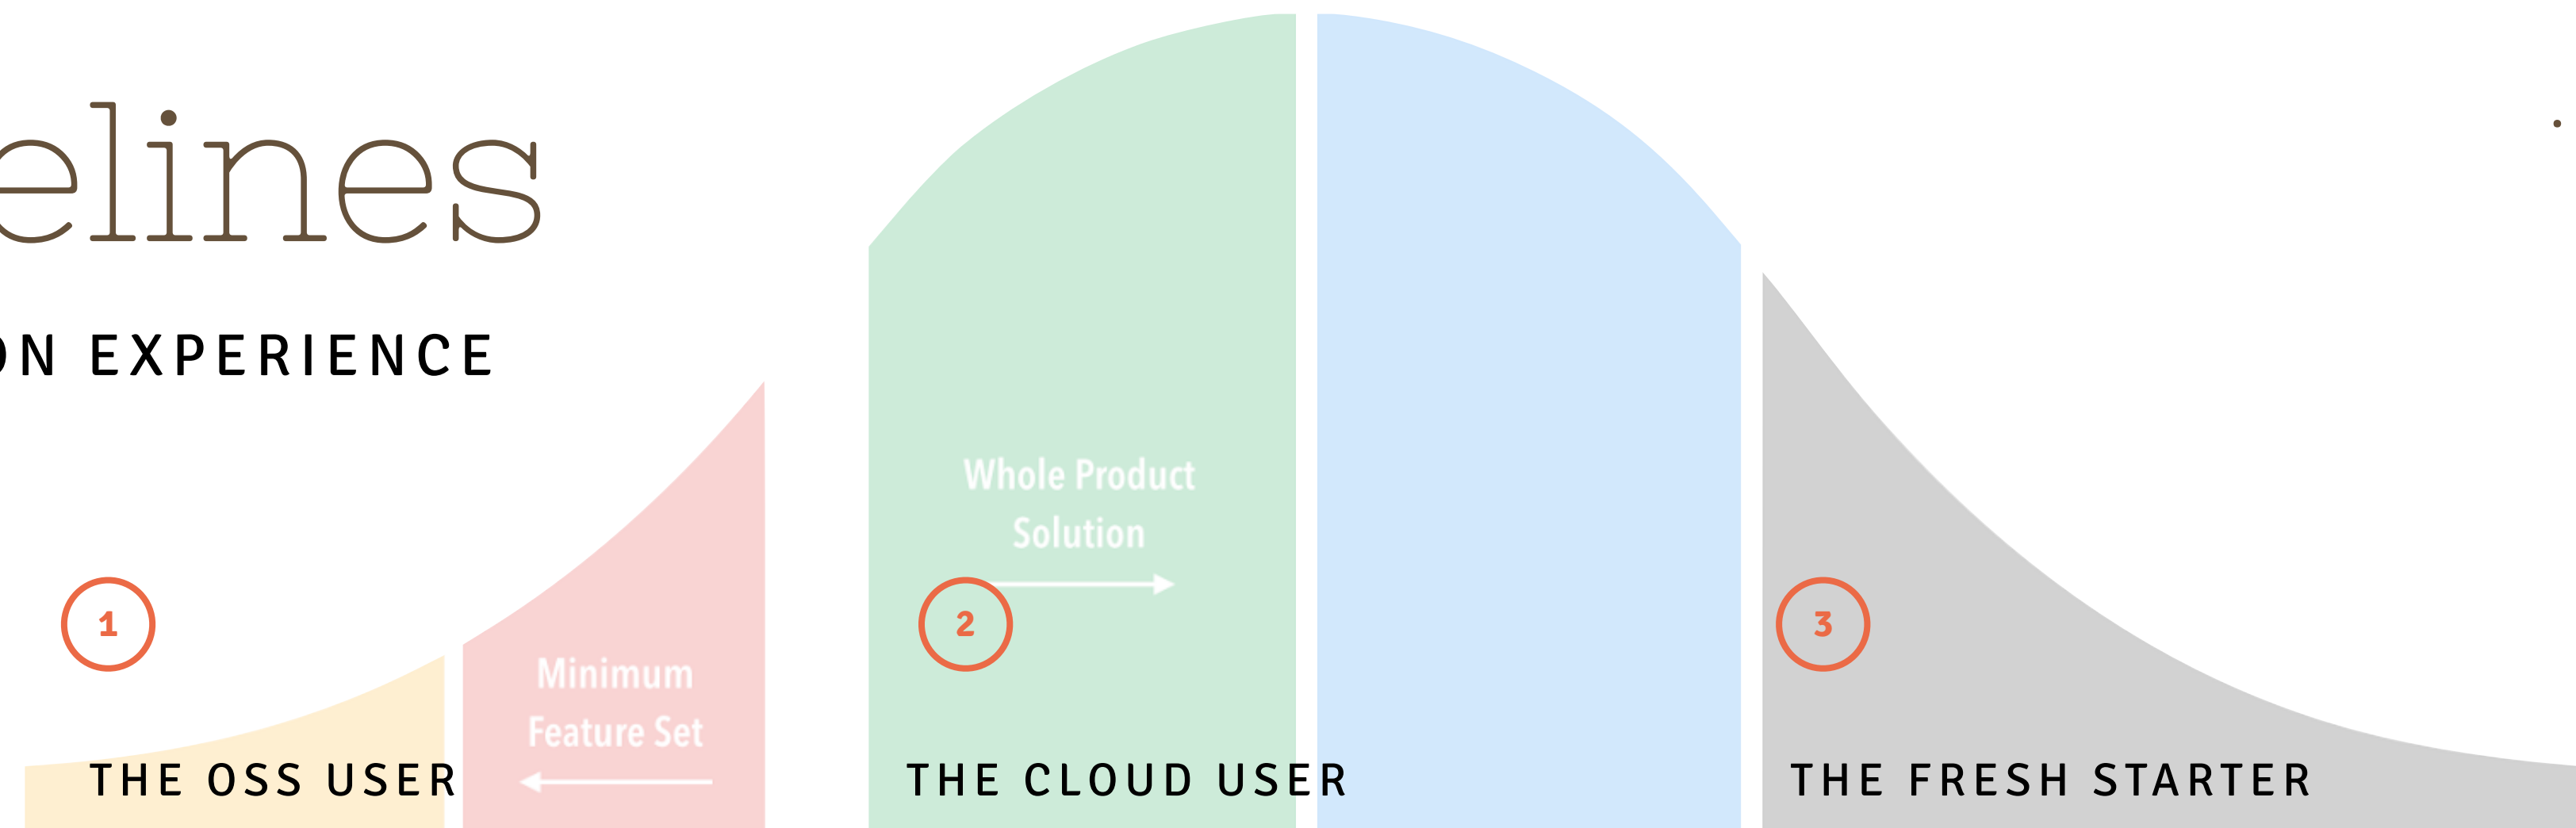 elines
ON EXPERIENCE
Whole Product
Solution
1
2
3
Minimum
Feature Set
THE OSS USER
THE CLOUD USER
THE FRESH STARTER